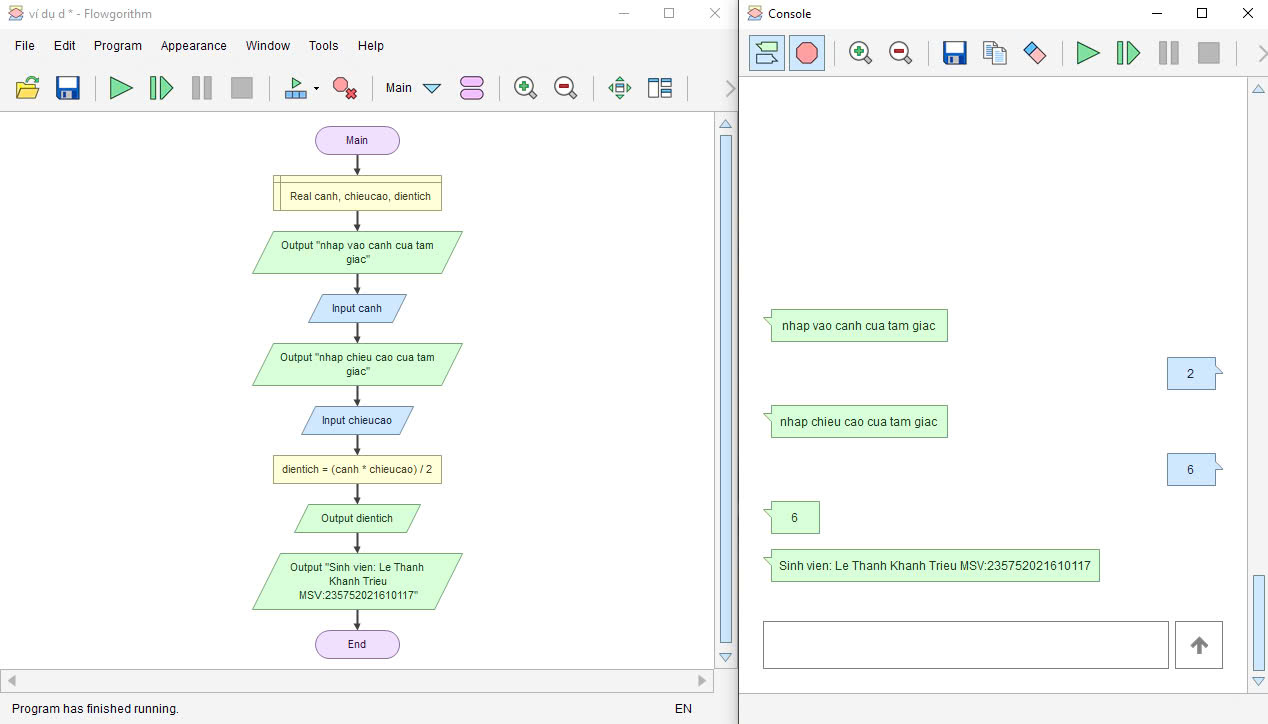 ví dụ d * - Flowgorithm
File Edit Program Appearance Window Tools Help
Main
Main
Real canh, chieucao, dientich
Output "nhap vao canh cua tam
giac"
Input canh
Output "nhap chieu cao cua tam
giac"
Input chieucao
dientich = (canh * chieucao) / 2
Output dientich
Output "Sinh vien: Le Thanh
Khanh Trieu
MSV:235752021610117"
End
Program has finished running.
EN
Console
nhap vao canh cua tam giac
2
nhap chieu cao cua tam giac
6
6
Sinh vien: Le Thanh Khanh Trieu MSV:235752021610117